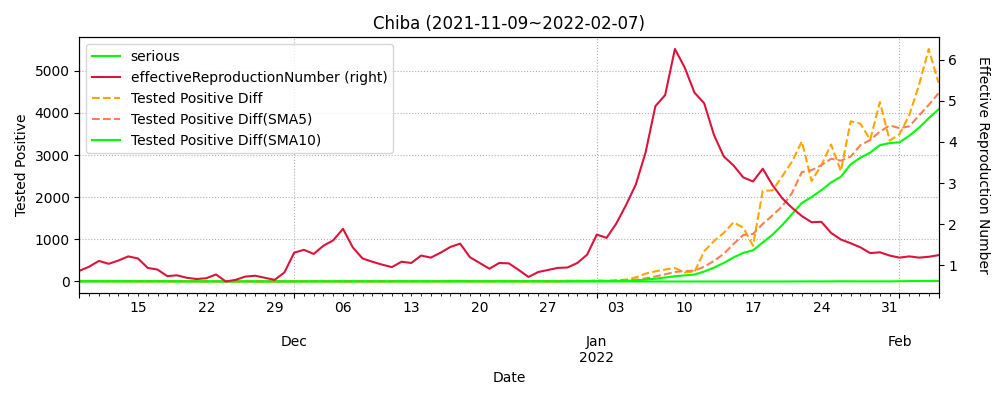 Chiba (2021-11-09~2022-02-07)
serious
effectiveReproductionNumber (right)
Tested Positive Diff
Tested Positive Diff(SMA5)
Tested Positive Diff(SMA10)
Tested Positive
5000
4000
3000
2000
1000
0
6
5
4
3
2
1
Effective Reproduction Number
15 22 29 06 13 20 27 03 10 17 24 31
Dec Jan Feb
2022
Date